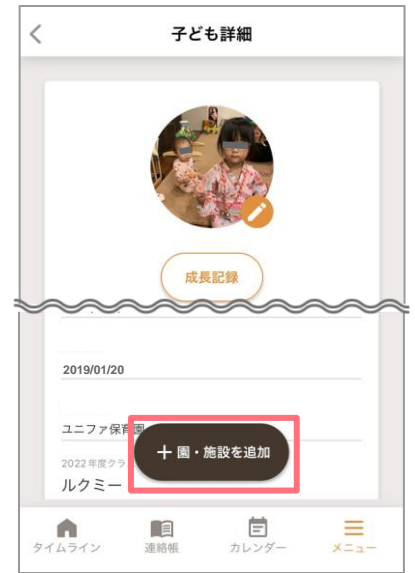 子ども詳細
成長記録
2019/01/20
ユニファ保育園
2022年度クラ
ルクミー
+ 園・施設を追加
タイムライン
連絡帳
カレンダー
メニュー